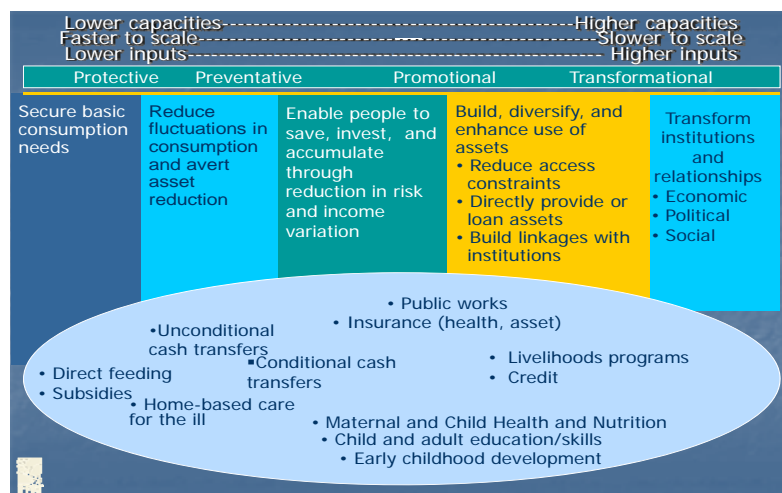 Lower capacities------------------------------------------Higher capacities
Faster to scale--------------------------------------------Slower to scale
Lower inputs----------------------------------------------Higher inputs
Protective Preventative Promotional Transformational
Secure basic
consumption
needs
Reduce
fluctuations in
consumption
and avert
asset
reduction
Enable people to
save, invest, and
accumulate
through
reduction in risk
and income
variation
Build, diversify, and
enhance use of
assets
• Reduce access
constraints
• Directly provide or
loan assets
• Build linkages with
institutions
Transform
institutions
and
relationships
• Economic
• Political
• Social
• Public works
• Insurance (health, asset)
•Unconditional
cash transfers
▪Conditional cash
transfers
• Livelihoods programs
• Credit
• Direct feeding
• Subsidies
• Home-based care
for the ill
• Maternal and Child Health and Nutrition
• Child and adult education/skills
• Early childhood development